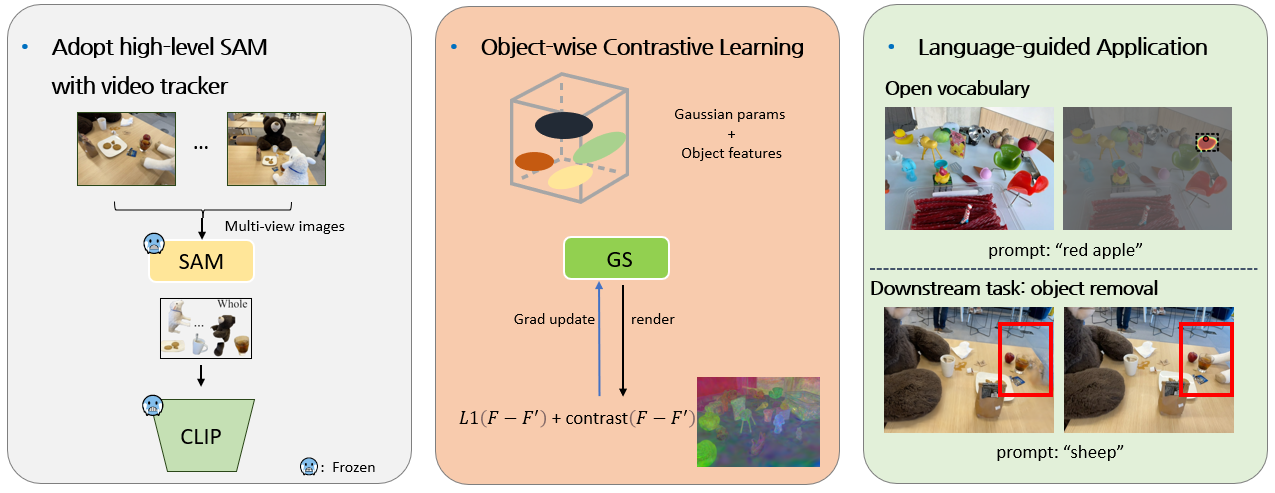 • Adopt high-level SAM
with video tracker
...
Multi-view images
SAM
Whole
...
CLIP
: Frozen
• Object-wise Contrastive Learning
Gaussian params
+
Object features
GS
Grad update
render
L1(F − F′) + contrast(F − F′)
• Language-guided Application
Open vocabulary
prompt: “red apple”
Downstream task: object removal
prompt: “sheep”